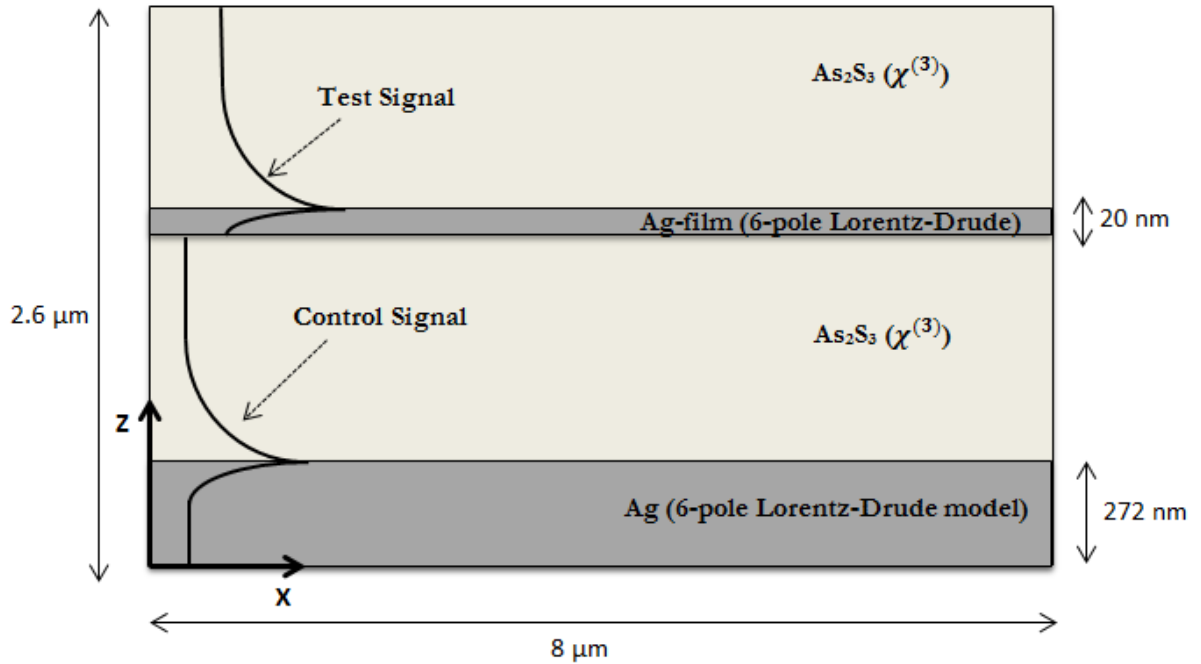 As₂S₃ (χ⁽³⁾)
Test Signal
Ag-film (6-pole Lorentz-Drude)
20 nm
2.6 μm
Control Signal
As₂S₃ (χ⁽³⁾)
Z
Ag (6-pole Lorentz-Drude model)
272 nm
X
8 μm